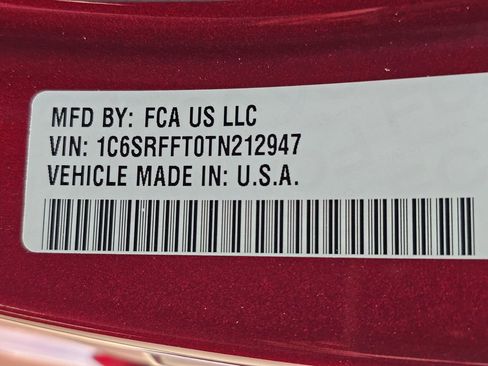 MFD BY: FCA US LLC
VIN: 1C6SRFFT0TN212947
VEHICLE MADE IN: U.S.A.